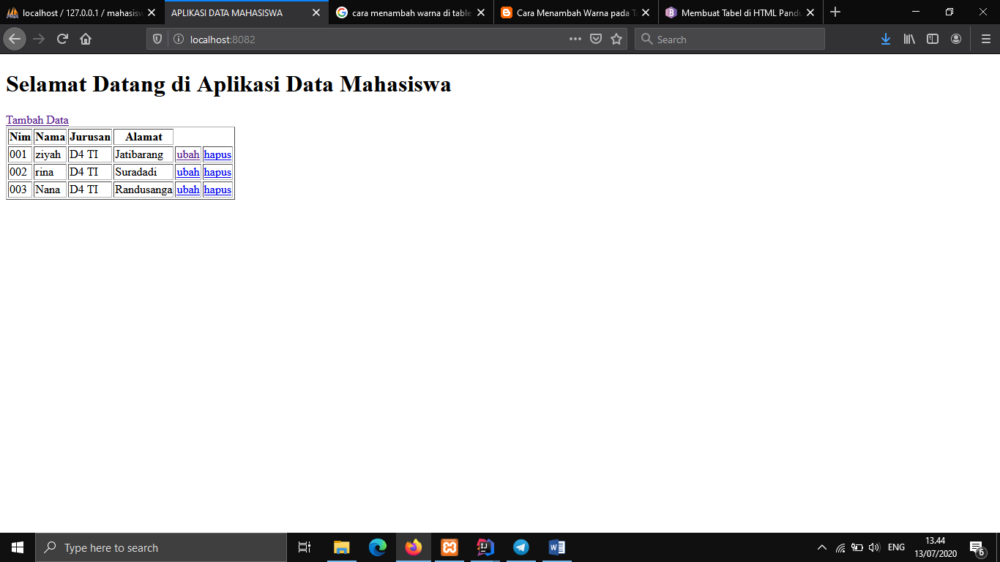 localhost / 127.0.0.1 / mahasisw
APLIKASI DATA MAHASISWA
cara menambah warna di table
Cara Menambah Warna pada Ta
Membuat Tabel di HTML Pandu
localhost:8082
Search
Selamat Datang di Aplikasi Data Mahasiswa
Tambah Data
Nim Nama Jurusan Alamat
001 ziyah D4 TI Jatibarang ubah hapus
002 rina D4 TI Suradadi ubah hapus
003 Nana D4 TI Randusanga ubah hapus
Type here to search
ENG
13.44
13/07/2020
6